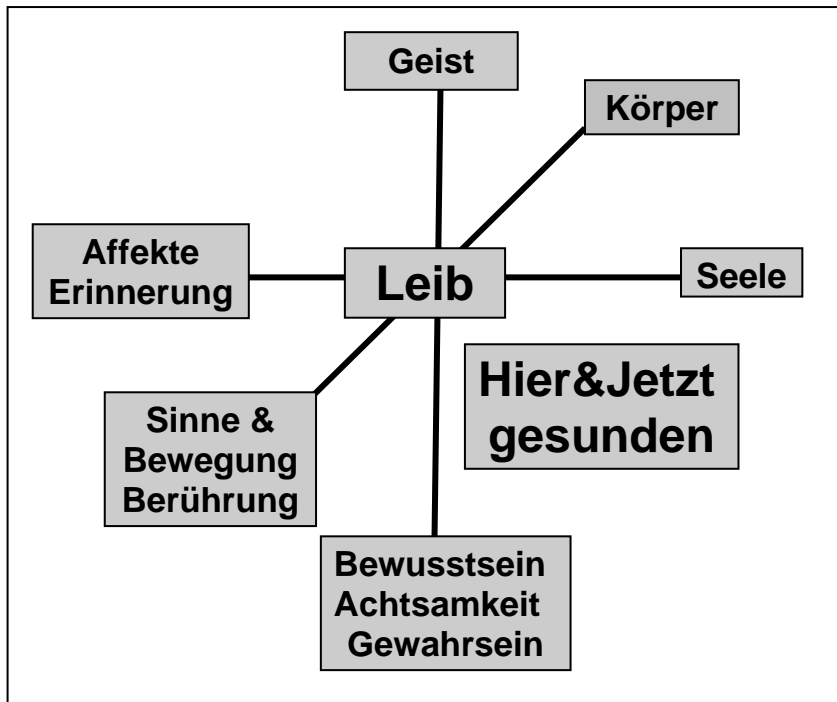 Geist
Körper
Affekte
Erinnerung
Leib
Seele
Hier&Jetzt
gesunden
Sinne &
Bewegung
Berührung
Bewusstsein
Achtsamkeit
Gewahrsein